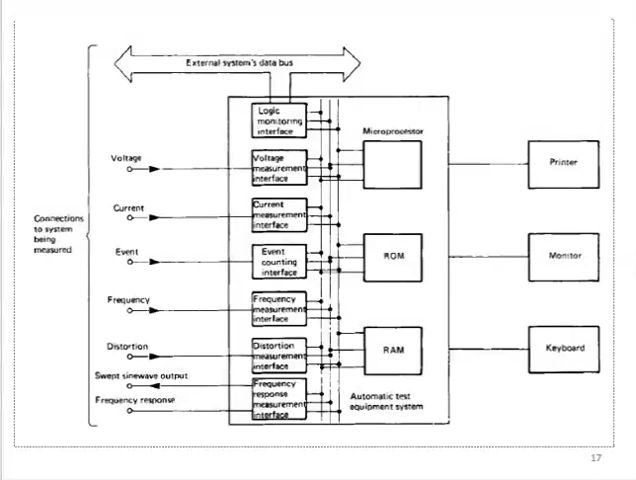 External system's data bus
Logic
monitoring
interface
Microprocessor
Voltage
Voltage
measurement
interface
Printer
Current
Current
measurement
interface
Connections
to system
being
measured
Event
Event
counting
interface
ROM
Monitor
Frequency
Frequency
measurement
interface
Distortion
Distortion
measurement
interface
RAM
Keyboard
Swept sinewave output
Frequency response
Frequency
response
measurement
interface
Automatic test
equipment system
17